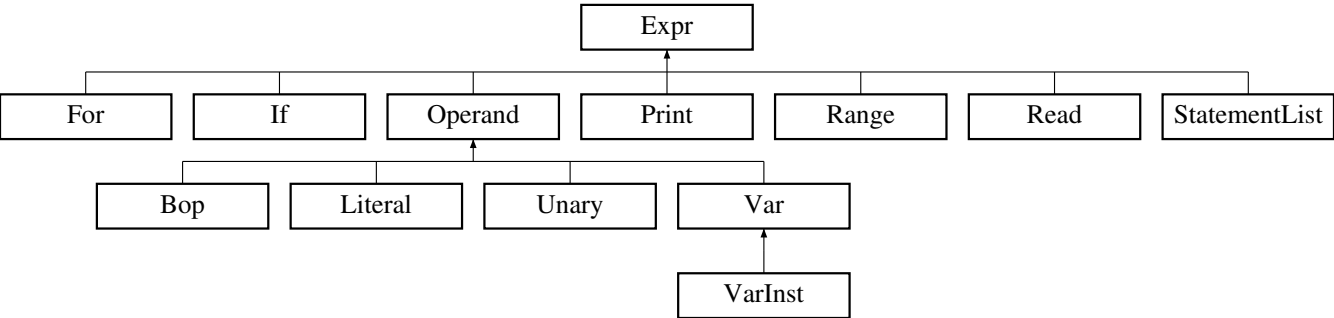 Expr
For If Operand Print Range Read StatementList
Bop Literal Unary Var
VarInst